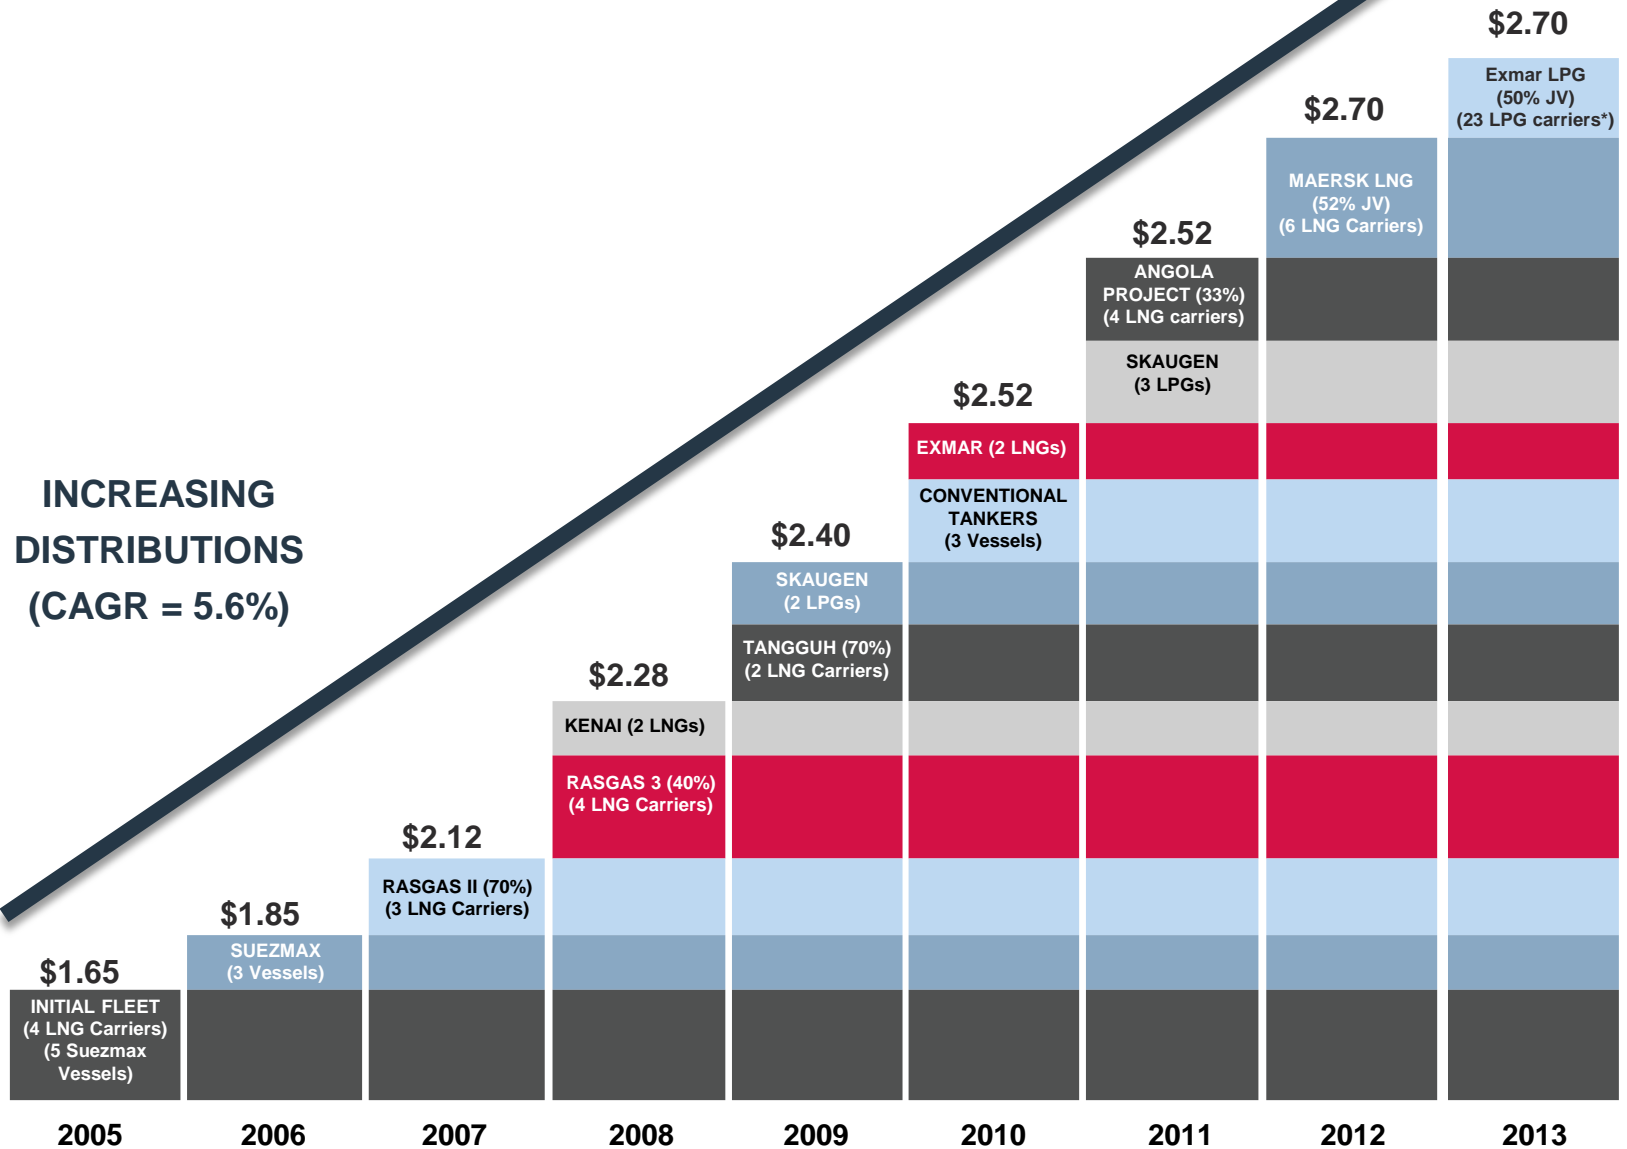 $2.70
Exmar LPG
(50% JV)
(23 LPG carriers*)
$2.70
MAERSK LNG
(52% JV)
(6 LNG Carriers)
$2.52
ANGOLA
PROJECT (33%)
(4 LNG carriers)
SKAUGEN
(3 LPGs)
$2.52
EXMAR (2 LNGs)
CONVENTIONAL
TANKERS
(3 Vessels)
INCREASING
DISTRIBUTIONS
(CAGR = 5.6%)
$2.40
SKAUGEN
(2 LPGs)
TANGGUH (70%)
(2 LNG Carriers)
$2.28
KENAI (2 LNGs)
RASGAS 3 (40%)
(4 LNG Carriers)
$2.12
RASGAS II (70%)
(3 LNG Carriers)
$1.85
SUEZMAX
(3 Vessels)
$1.65
INITIAL FLEET
(4 LNG Carriers)
(5 Suezmax
Vessels)
2005 2006 2007 2008 2009 2010 2011 2012 2013